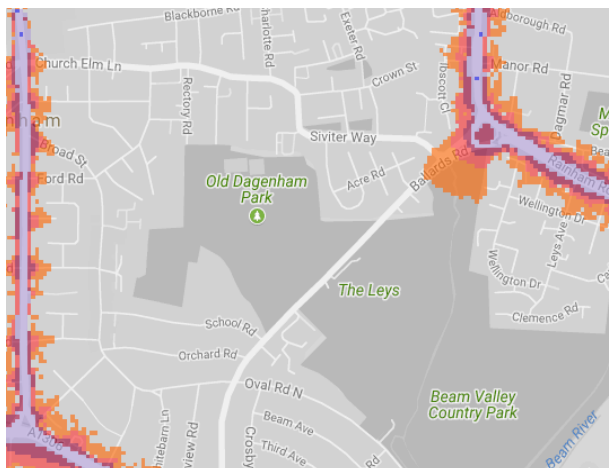 Blackborne Rd
Charlotte Rd
Exeter Rd
Aldborough Rd
Church Elm Ln
Crown St
Manor Rd
Rectory Rd
Ibscott Cl
Dagmar Rd
Siviter Way
Broad St
Ford Rd
Old Dagenham
Park
Acre Rd
Ballards Rd
Rainham
Wellington Dr
Leys Ave
The Leys
Wellington Dr
Clemence Rd
School Rd
Orchard Rd
Oval Rd N
Beam Valley
Country Park
Beam Ave
Third Ave
A1306
Beam River